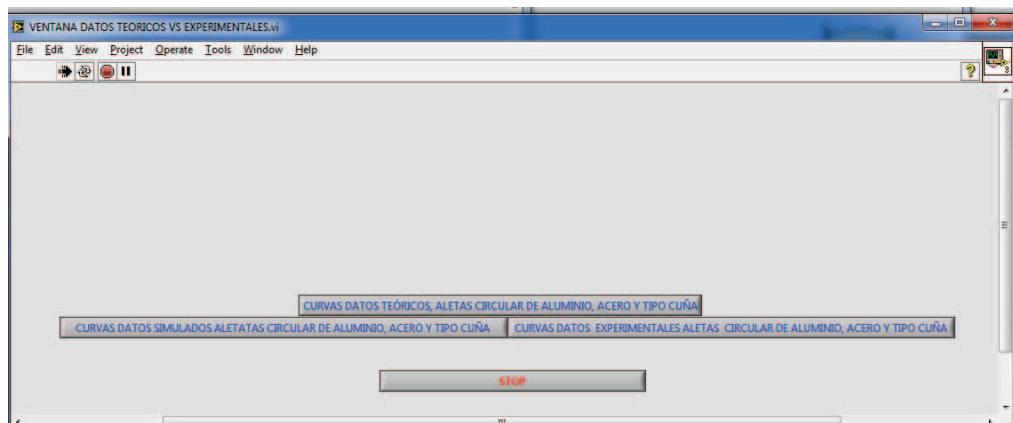 VENTANA DATOS TEORICOS VS EXPERIMENTALES.vi
File Edit View Project Operate Tools Window Help
3
CURVAS DATOS TEÓRICOS, ALETAS CIRCULAR DE ALUMINIO, ACERO Y TIPO CUÑA
CURVAS DATOS SIMULADOS ALETATAS CIRCULAR DE ALUMINIO, ACERO Y TIPO CUÑA CURVAS DATOS EXPERIMENTALES ALETAS CIRCULAR DE ALUMINIO, ACERO Y TIPO CUÑA
STOP